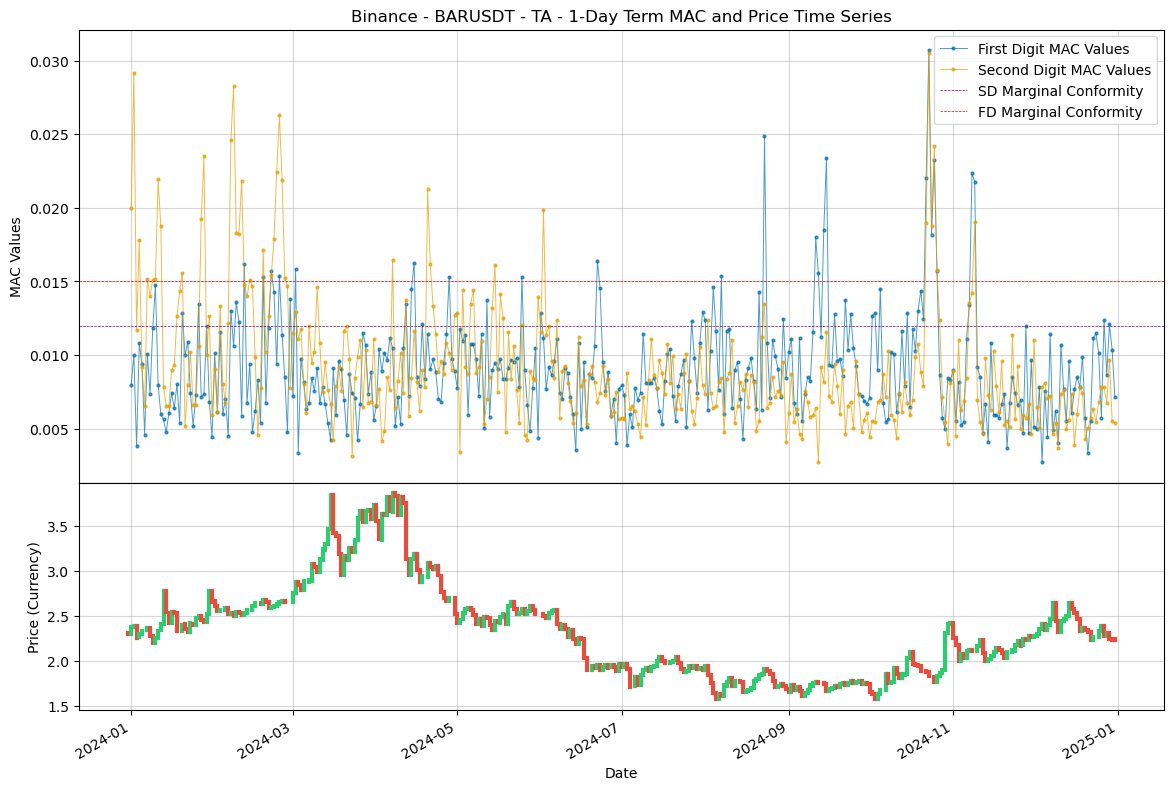 Binance - BARUSDT - TA - 1-Day Term MAC and Price Time Series
First Digit MAC Values
Second Digit MAC Values
SD Marginal Conformity
FD Marginal Conformity
MAC Values
0.030
0.025
0.020
0.015
0.010
0.005
Price (Currency)
3.5
3.0
2.5
2.0
1.5
2024-01
2024-03
2024-05
2024-07
2024-09
2024-11
2025-01
Date